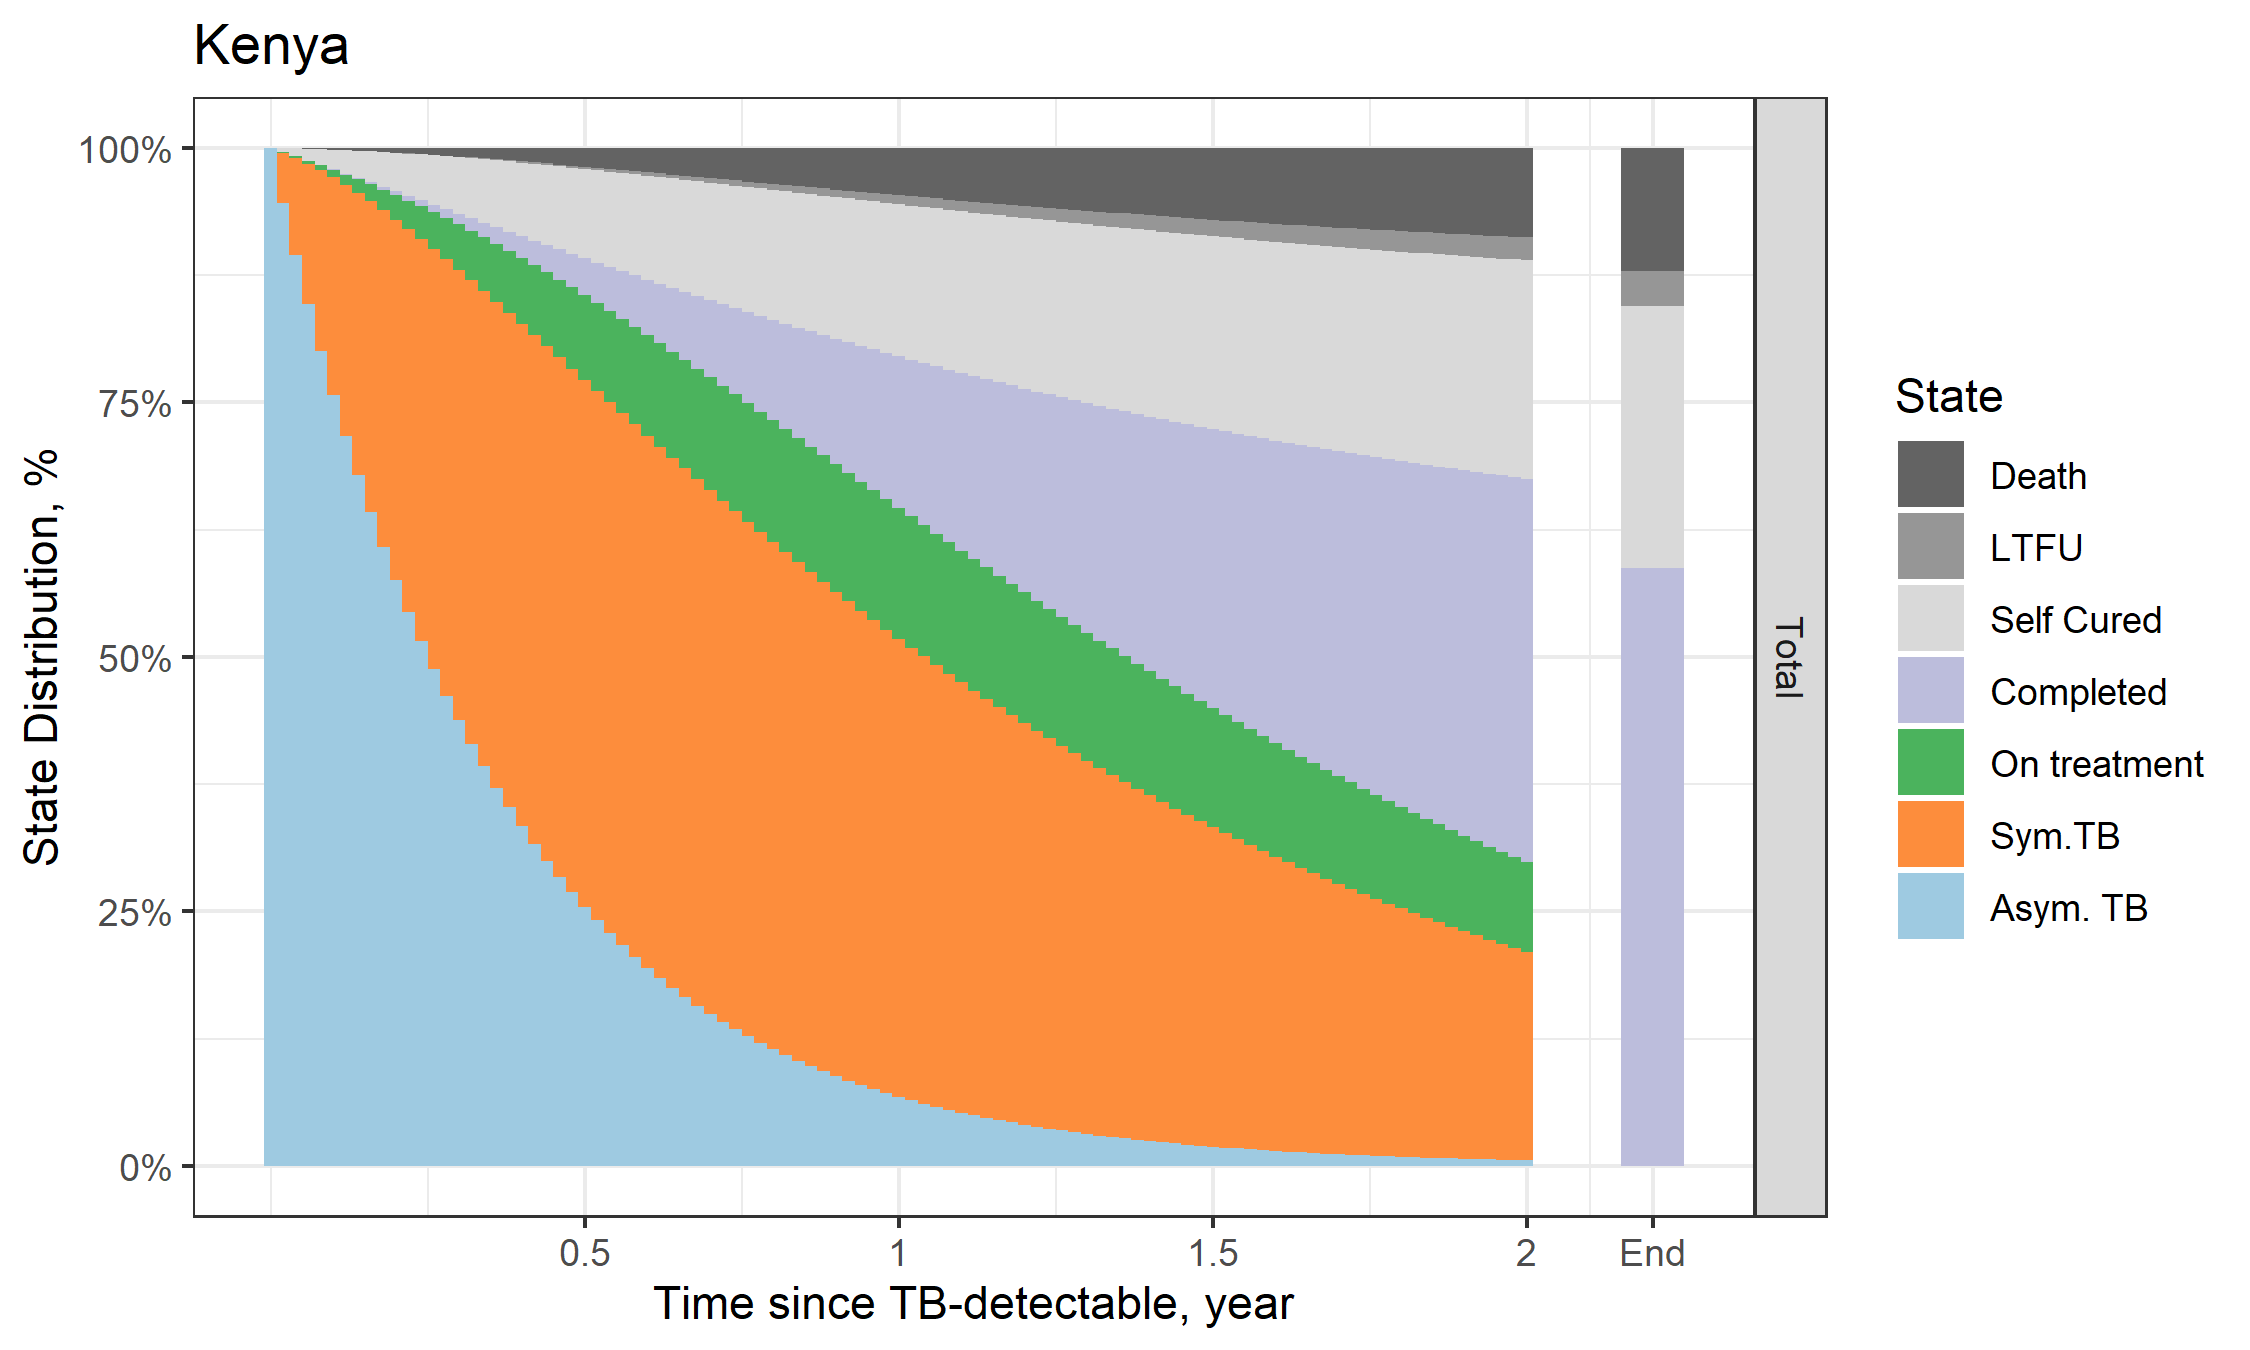 Kenya
100%
75%
50%
25%
0%
State Distribution, %
0.5
1
1.5
2
End
Time since TB-detectable, year
Total
State
Death
LTFU
Self Cured
Completed
On treatment
Sym.TB
Asym. TB